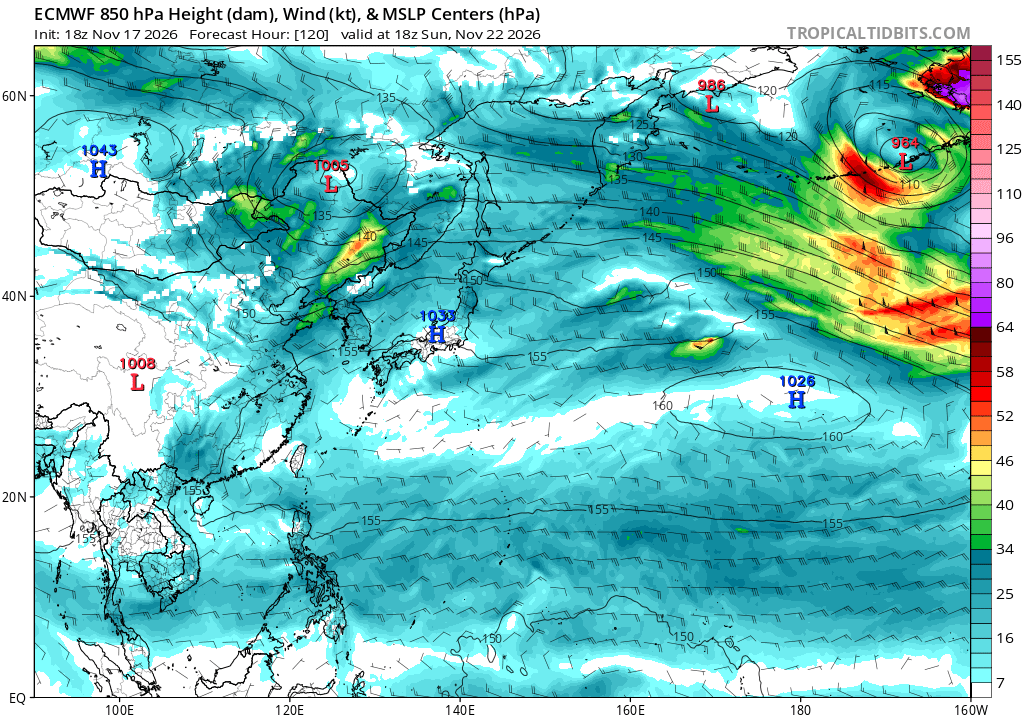 ECMWF 850 hPa Height (dam), Wind (kt), & MSLP Centers (hPa)
Init: 18z Nov 17 2026 Forecast Hour: [120] valid at 18z Sun, Nov 22 2026
TROPICALTIDBITS.COM
155
986
L
120
115
135
60N
140
125
120
1043
H
964
L
125
130
1005
L
135
110
115
135
140
110
96
140
145
145
150
150
80
40N
150
155
1033
H
64
155
155
1008
L
58
1026
H
160
160
52
46
155
20N
155
155
155
40
155
34
25
150
150
16
7
EQ
100E
120E
140E
160E
180
160W